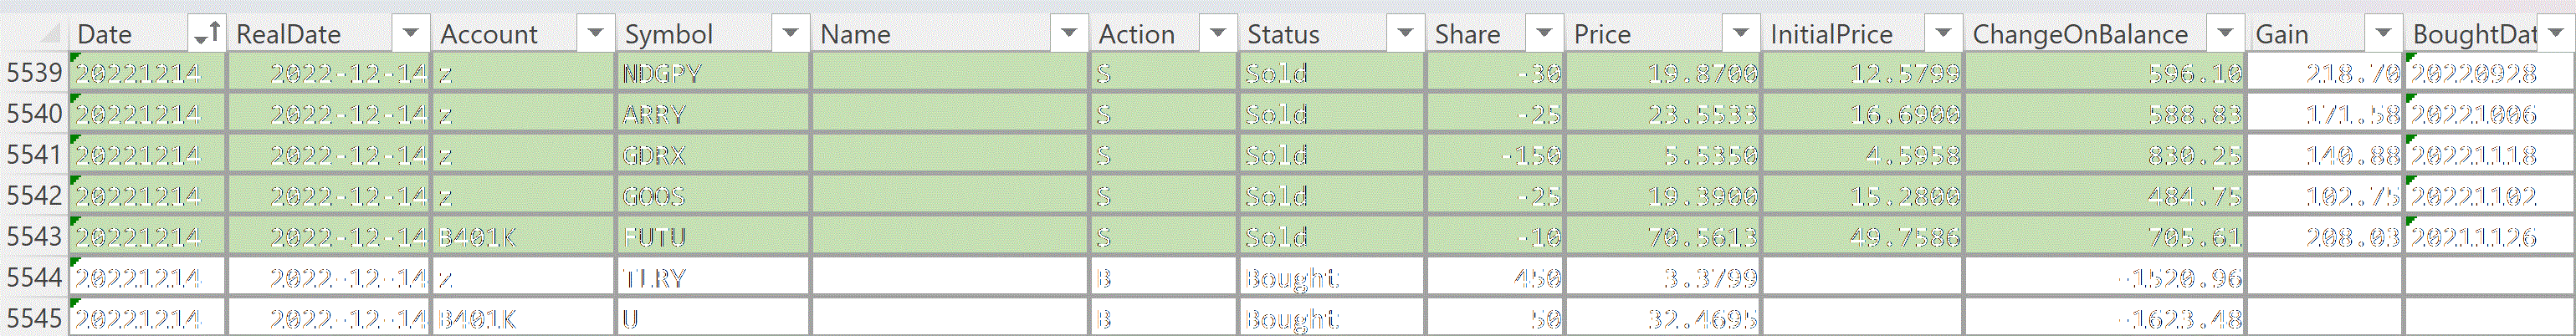 Date RealDate Account Symbol Name Action Status Share Price InitialPrice ChangeOnBalance Gain BoughtDat
5539 20221214 2022-12-14 z NDGPY S Sold -30 19.8700 12.5799 596.10 218.70 20220928
5540 20221214 2022-12-14 z ARRY S Sold -25 23.5533 16.6900 588.83 171.58 20221006
5541 20221214 2022-12-14 z GDRX S Sold -150 5.5350 4.5958 830.25 140.88 20221118
5542 20221214 2022-12-14 z GOOS S Sold -25 19.3900 15.2800 484.75 102.75 20221102
5543 20221214 2022-12-14 B401K FUTU S Sold -10 70.5613 49.7586 705.61 208.03 20211126
5544 20221214 2022-12-14 z TLRY B Bought 450 3.3799 -1520.96
5545 20221214 2022-12-14 B401K U B Bought 50 32.4695 -1623.48